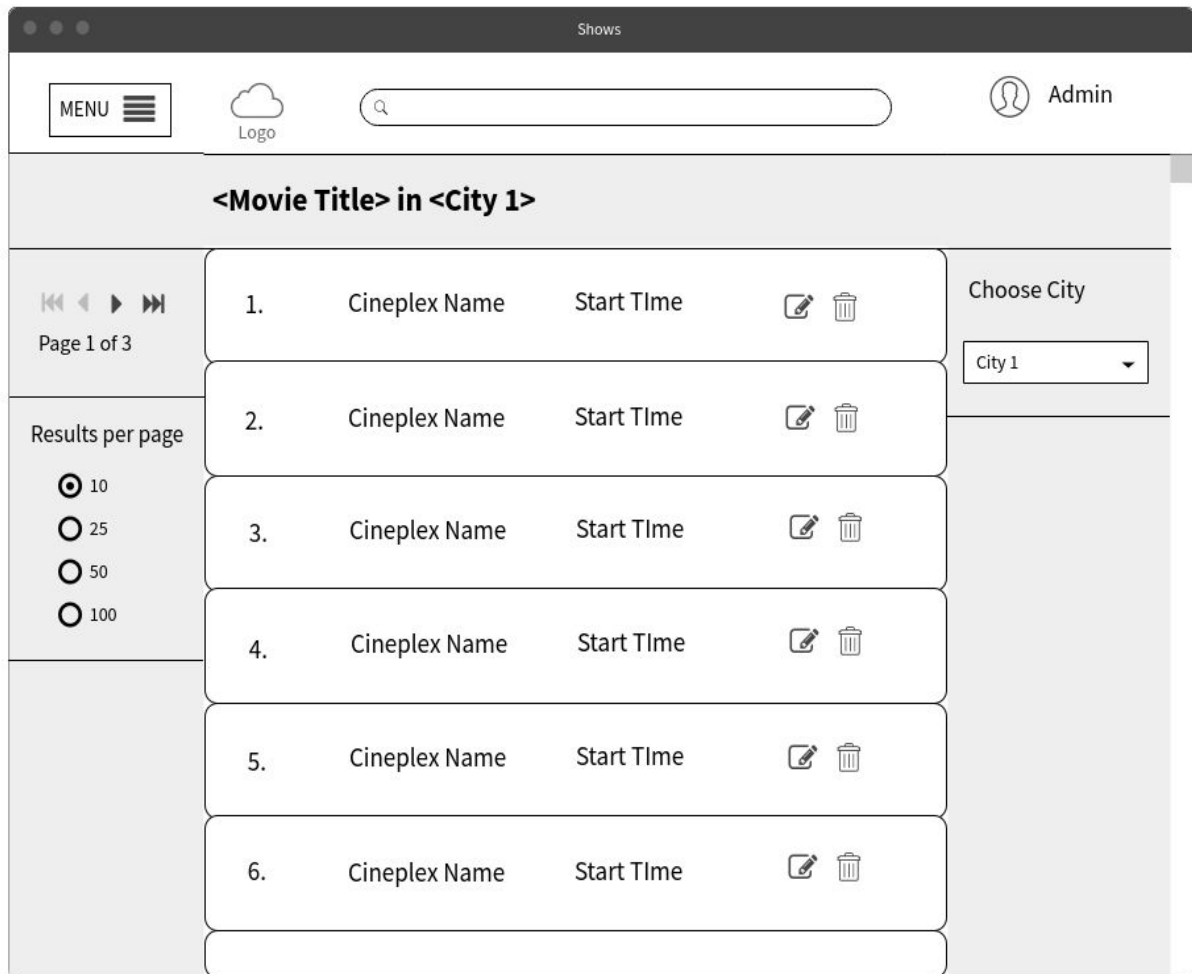 Shows
MENU
Logo
Admin
<Movie Title> in <City 1>
Page 1 of 3
Results per page
10
25
50
100
1. Cineplex Name Start TIme
2. Cineplex Name Start TIme
3. Cineplex Name Start TIme
4. Cineplex Name Start TIme
5. Cineplex Name Start TIme
6. Cineplex Name Start TIme
Choose City
City 1